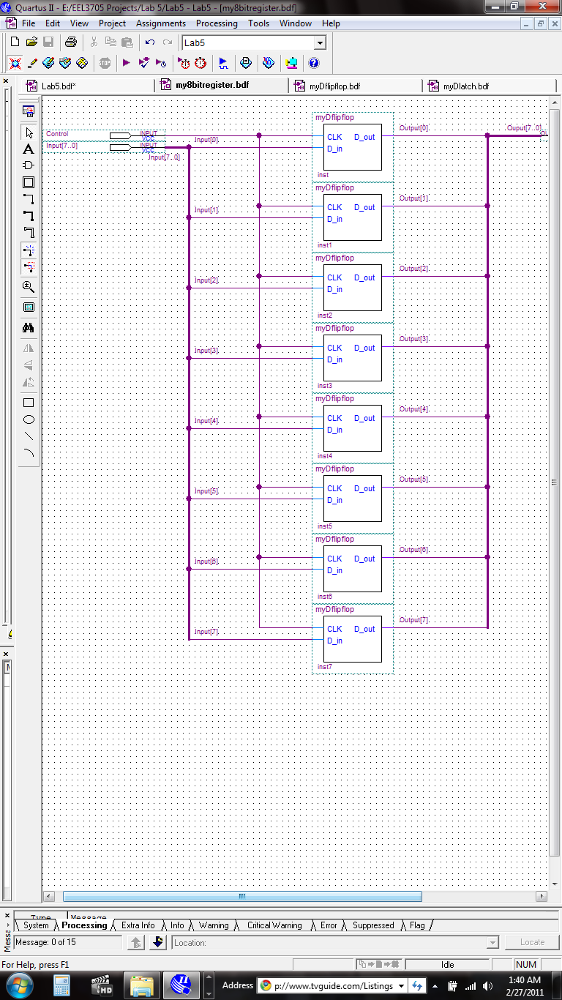 Quartus II - E:/EEL3705 Projects/Lab 5/Lab5 - Lab5 - [my8bitregister.bdf]
File Edit View Project Assignments Processing Tools Window Help
Lab5
STOP
Lab5.bdf* my8bitregister.bdf myDflipflop.bdf myDlatch.bdf
Control INPUT VCC
Input[7..0] INPUT VCC
Input[7..0]
Ouput[7..0]
myDflipflop
Input[0] CLK D_out Output[0]
D_in
inst
myDflipflop
Input[1] CLK D_out Output[1]
D_in
inst1
myDflipflop
Input[2] CLK D_out Output[2]
D_in
inst2
myDflipflop
Input[3] CLK D_out Output[3]
D_in
inst3
myDflipflop
Input[4] CLK D_out Output[4]
D_in
inst4
myDflipflop
Input[5] CLK D_out Output[5]
D_in
inst5
myDflipflop
Input[6] CLK D_out Output[6]
D_in
inst6
myDflipflop
Input[7] CLK D_out Output[7]
D_in
inst7
Type Message
System Processing Extra Info Info Warning Critical Warning Error Suppressed Flag
Message: 0 of 15 Location: Locate
For Help, press F1 Idle NUM
HD II Address p://www.tvguide.com/Listings 1:40 AM
2/27/2011